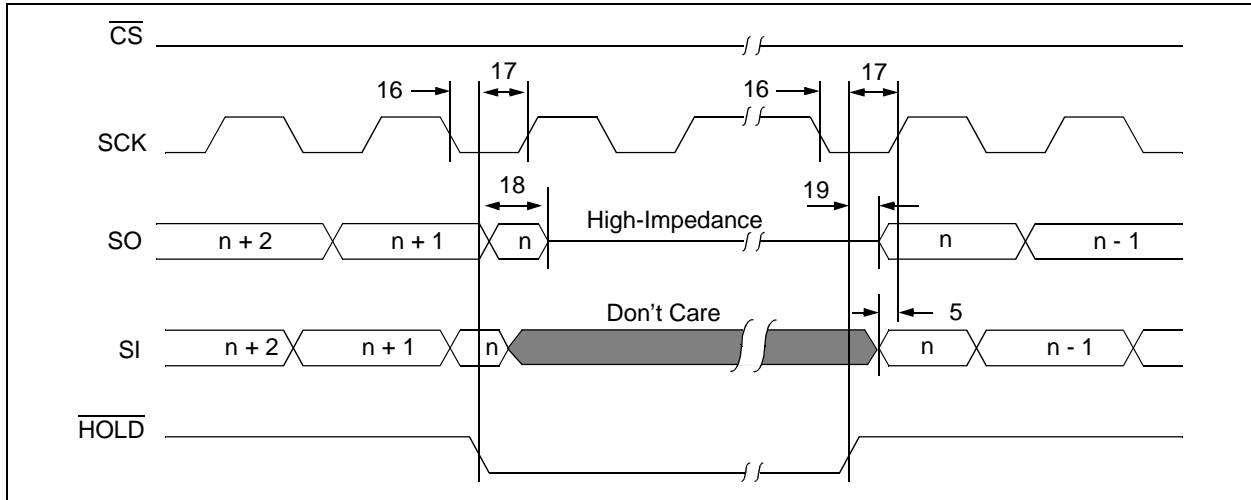 CS
17
17
16
16
SCK
18
19
High-Impedance
SO
n + 2
n + 1
n
n
n - 1
Don't Care
5
SI
n + 2
n + 1
n
n
n - 1
HOLD